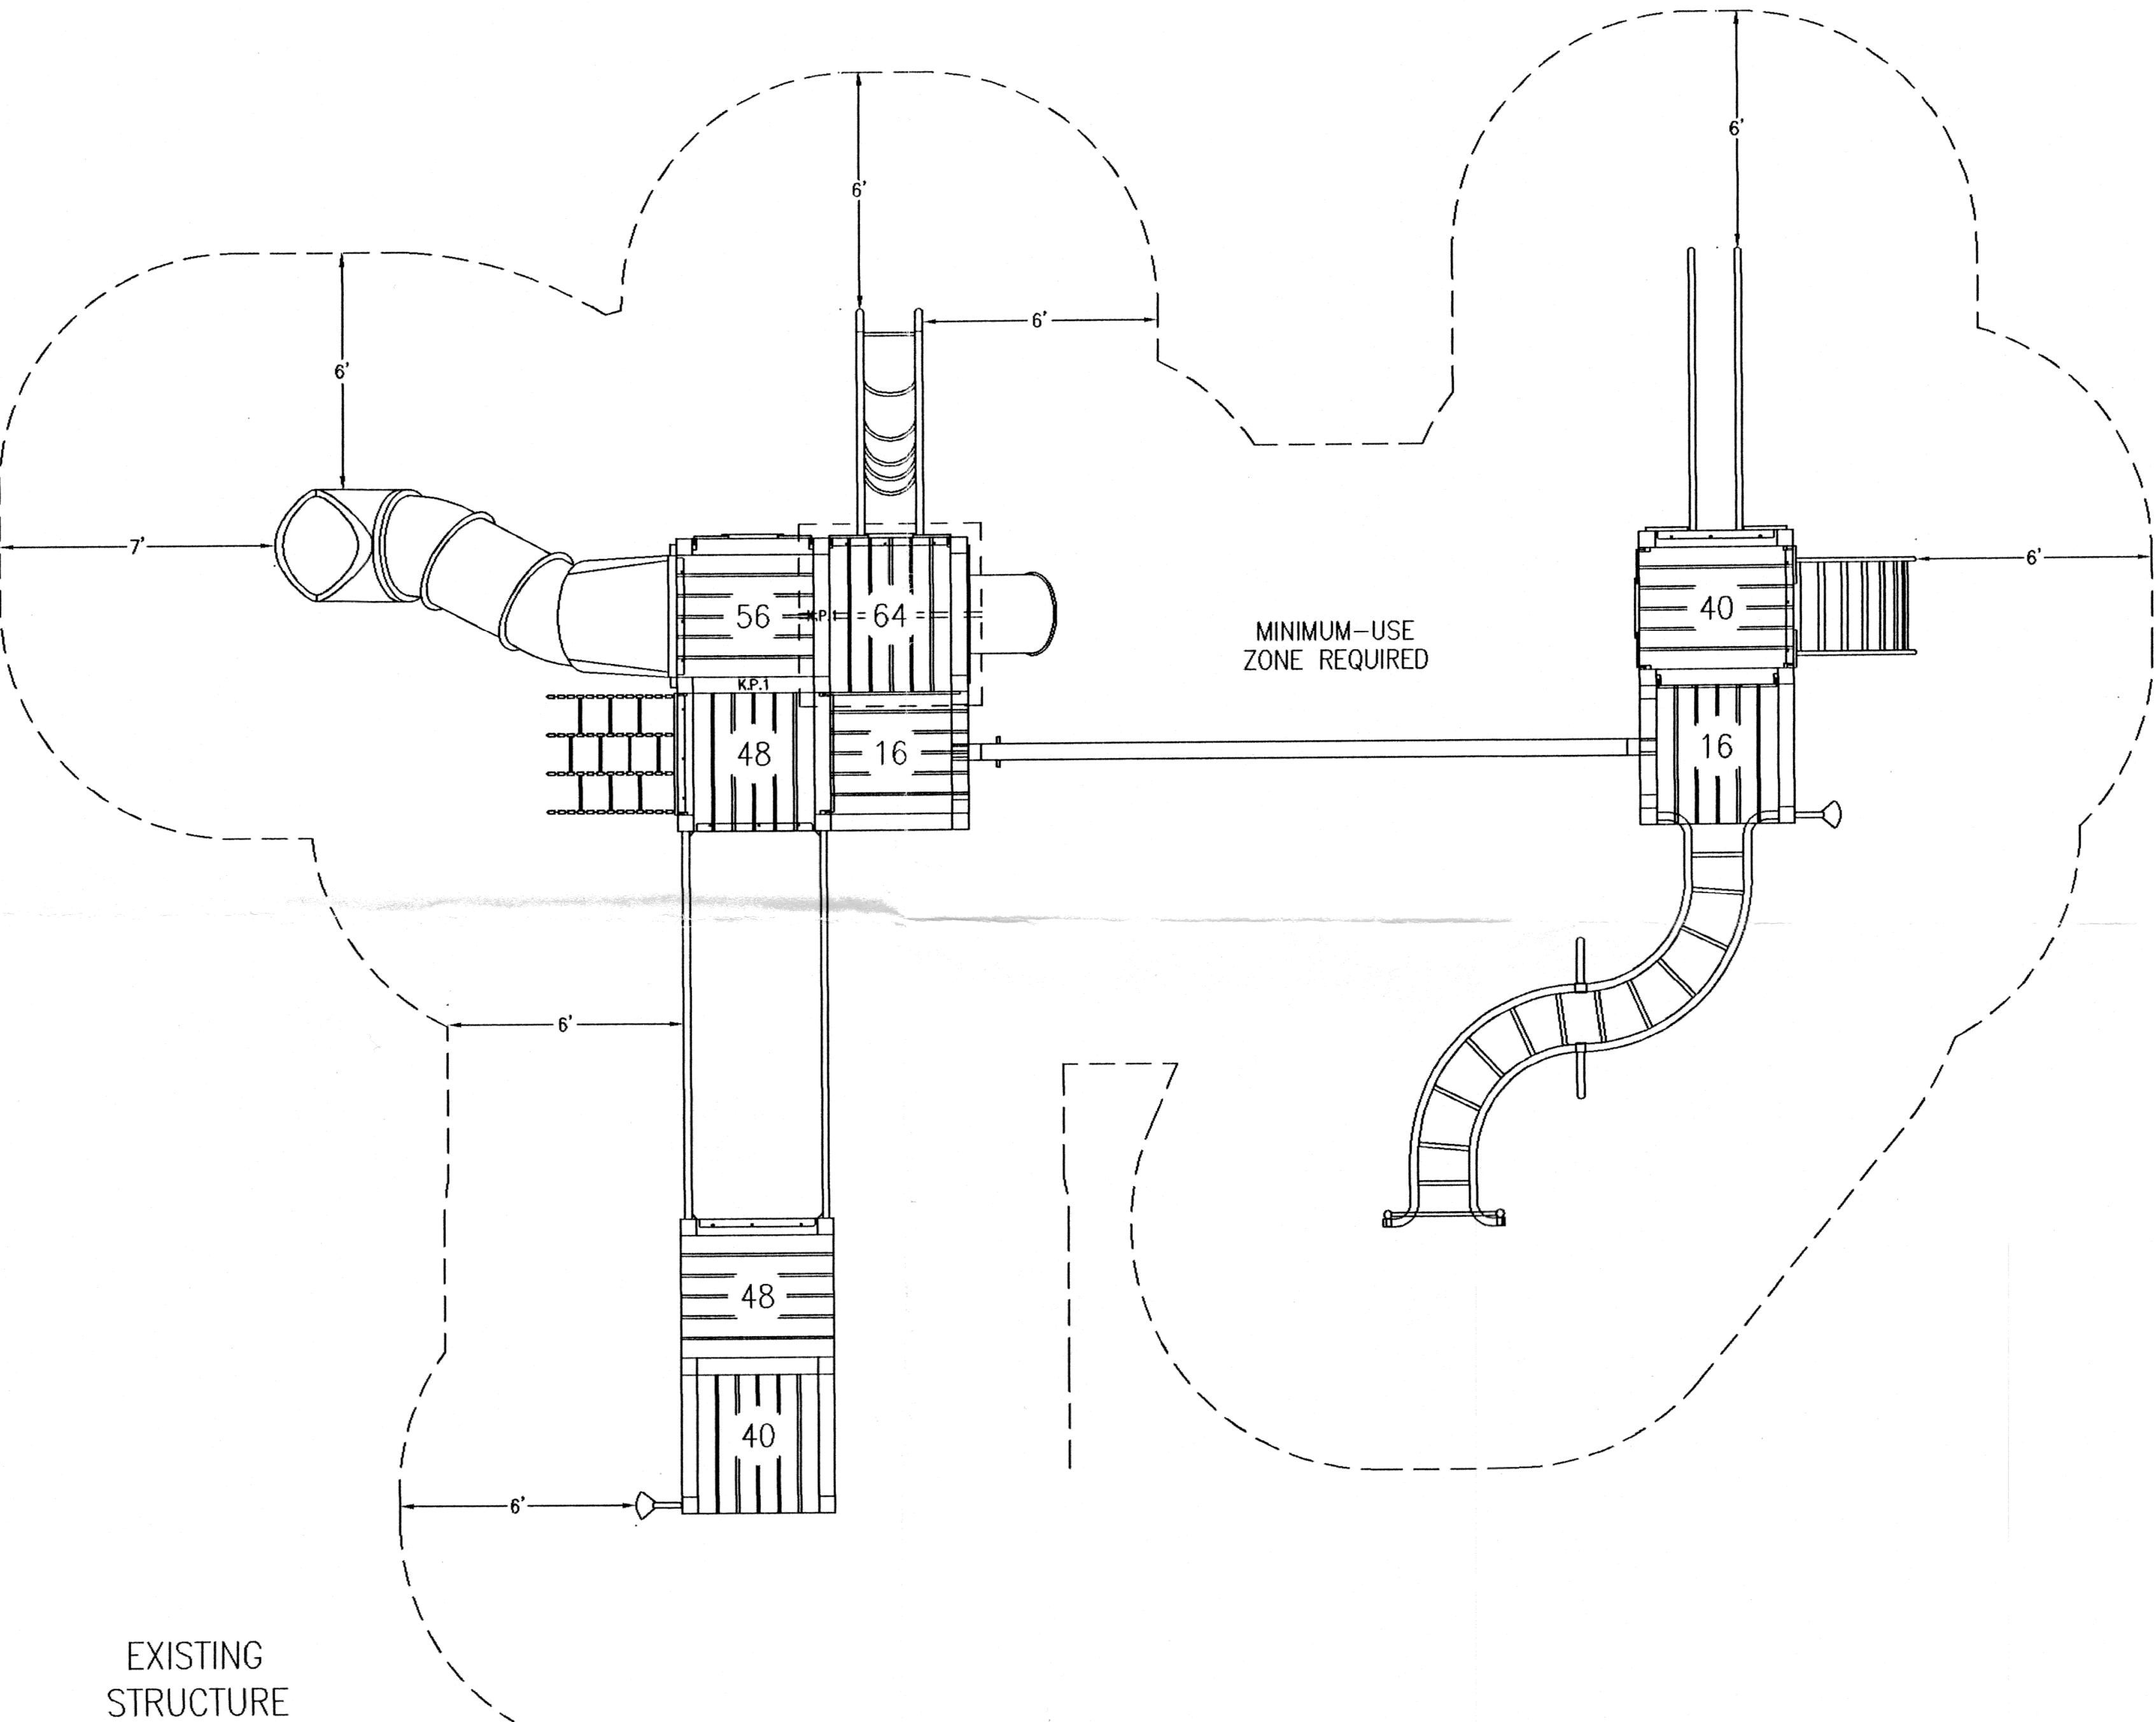 6'
6'
6'
6'
7'
6'
56
K.P.1
64
40
MINIMUM-USE
ZONE REQUIRED
K.P.1
48
16
16
6'
48
40
6'
EXISTING
STRUCTURE